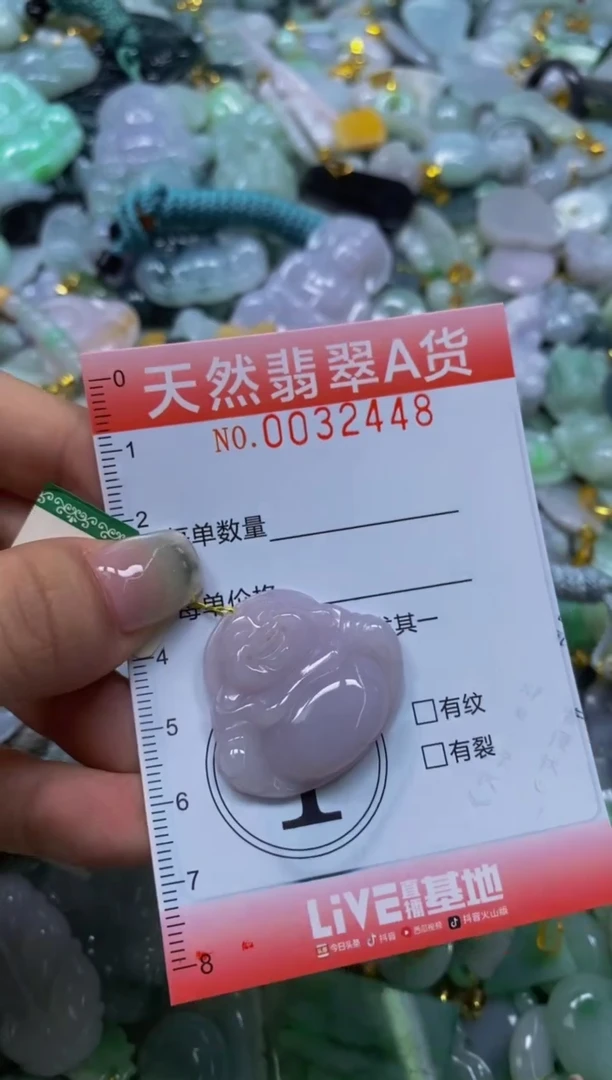 0
天然翡翠A货
NO.0032448
1
2
单数量
每单价格
其一
4
5
□有纹
□有裂
6
1
7
LiVE直播基地
今日头条 抖音 西瓜视频 抖音火山版
8